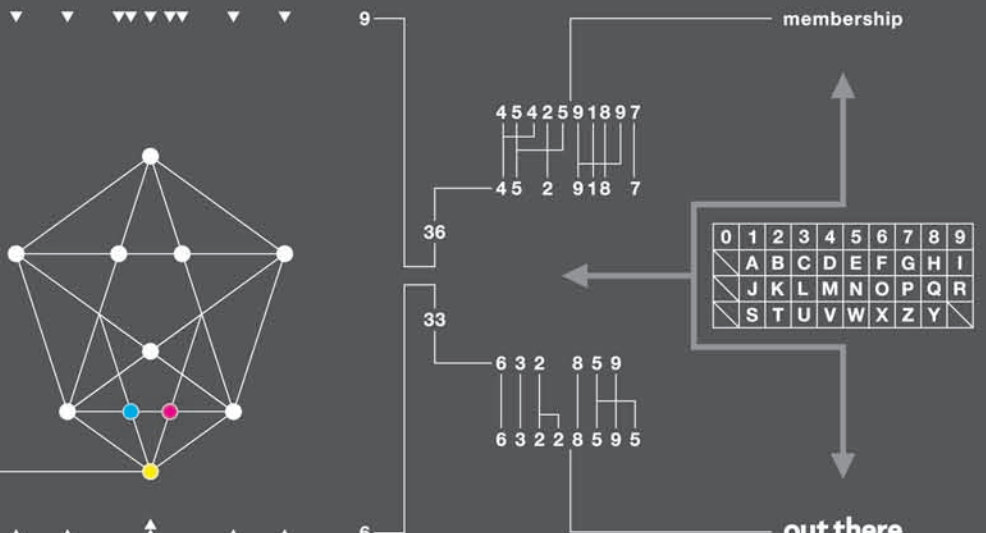 9
membership
4 5 4 2 5 9 1 8 9 7
4 5 2 9 1 8 7
36
0 1 2 3 4 5 6 7 8 9
A B C D E F G H I
J K L M N O P Q R
S T U V W X Y Z
33
6 3 2 8 5 9
6 3 2 2 8 5 9 5
6
out there